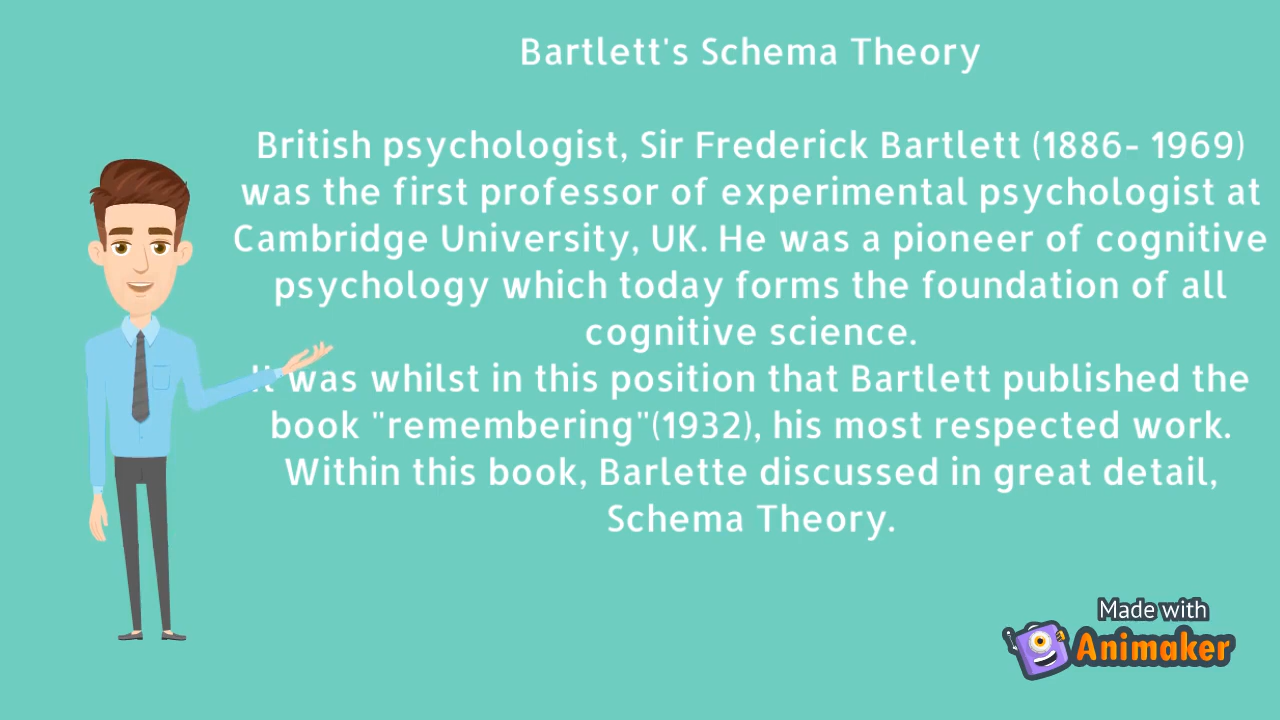 Bartlett's Schema Theory
British psychologist, Sir Frederick Bartlett (1886- 1969)
was the first professor of experimental psychologist at
Cambridge University, UK. He was a pioneer of cognitive
psychology which today forms the foundation of all
cognitive science.
It was whilst in this position that Bartlett published the
book "remembering"(1932), his most respected work.
Within this book, Barlette discussed in great detail,
Schema Theory.
Made with
Animaker